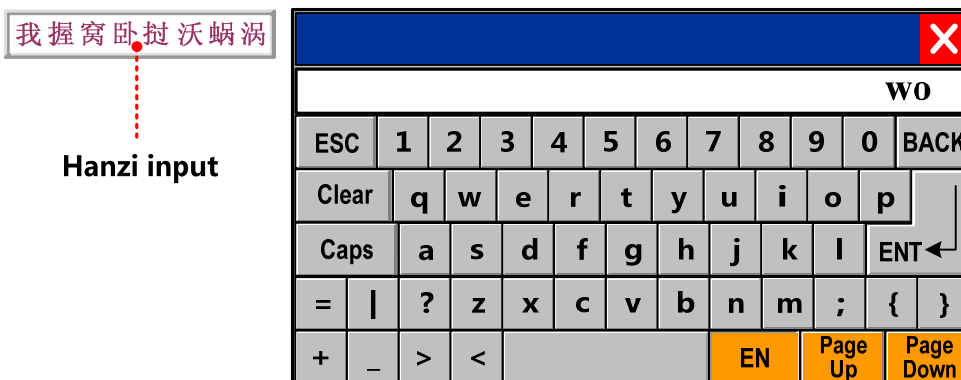 我握窝卧挝沃蜗涡
Hanzi input
wo
ESC 1 2 3 4 5 6 7 8 9 0 BACK
Clear q w e r t y u i o p
Caps a s d f g h j k l ENT
= | ? z x c v b n m ; { }
+ _ > < EN Page Up Page Down